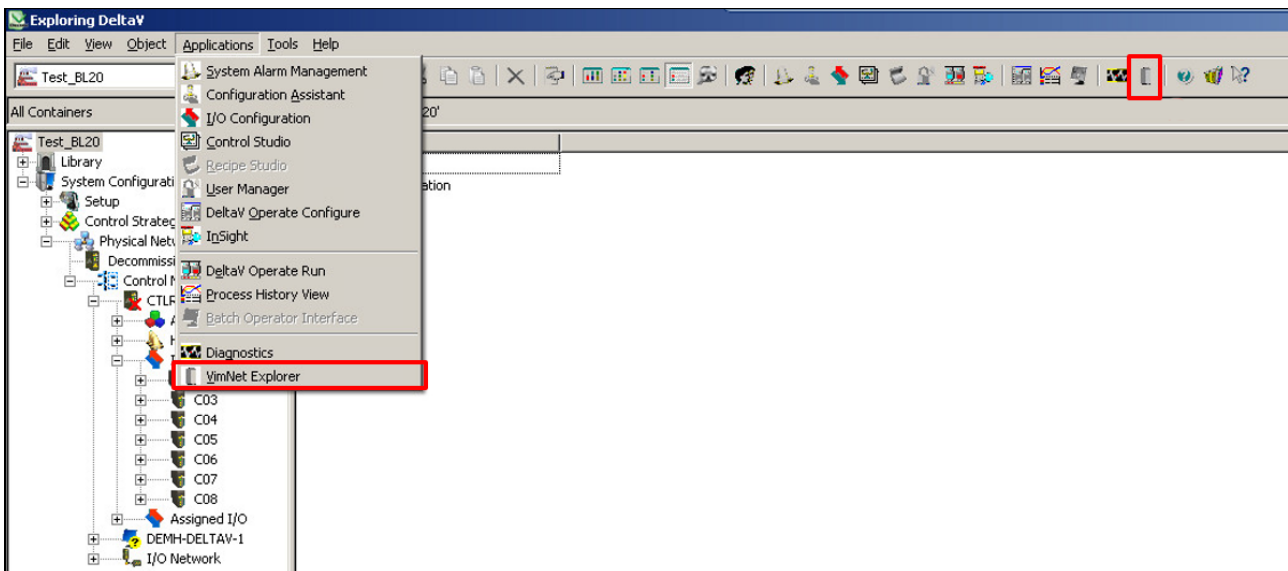 Exploring DeltaV
File Edit View Object Applications Tools Help
Test_BL20
All Containers
20'
System Alarm Management
Configuration Assistant
I/O Configuration
Control Studio
Recipe Studio
User Manager
DeltaV Operate Configure
InSight
DeltaV Operate Run
Process History View
Batch Operator Interface
Diagnostics
VimNet Explorer
Test_BL20
Library
System Configurati
ation
Setup
Control Strateg
Physical Netw
Decommissi
Control N
CTLR
A
H
I
C03
C04
C05
C06
C07
C08
Assigned I/O
DEMH-DELTAV-1
I/O Network